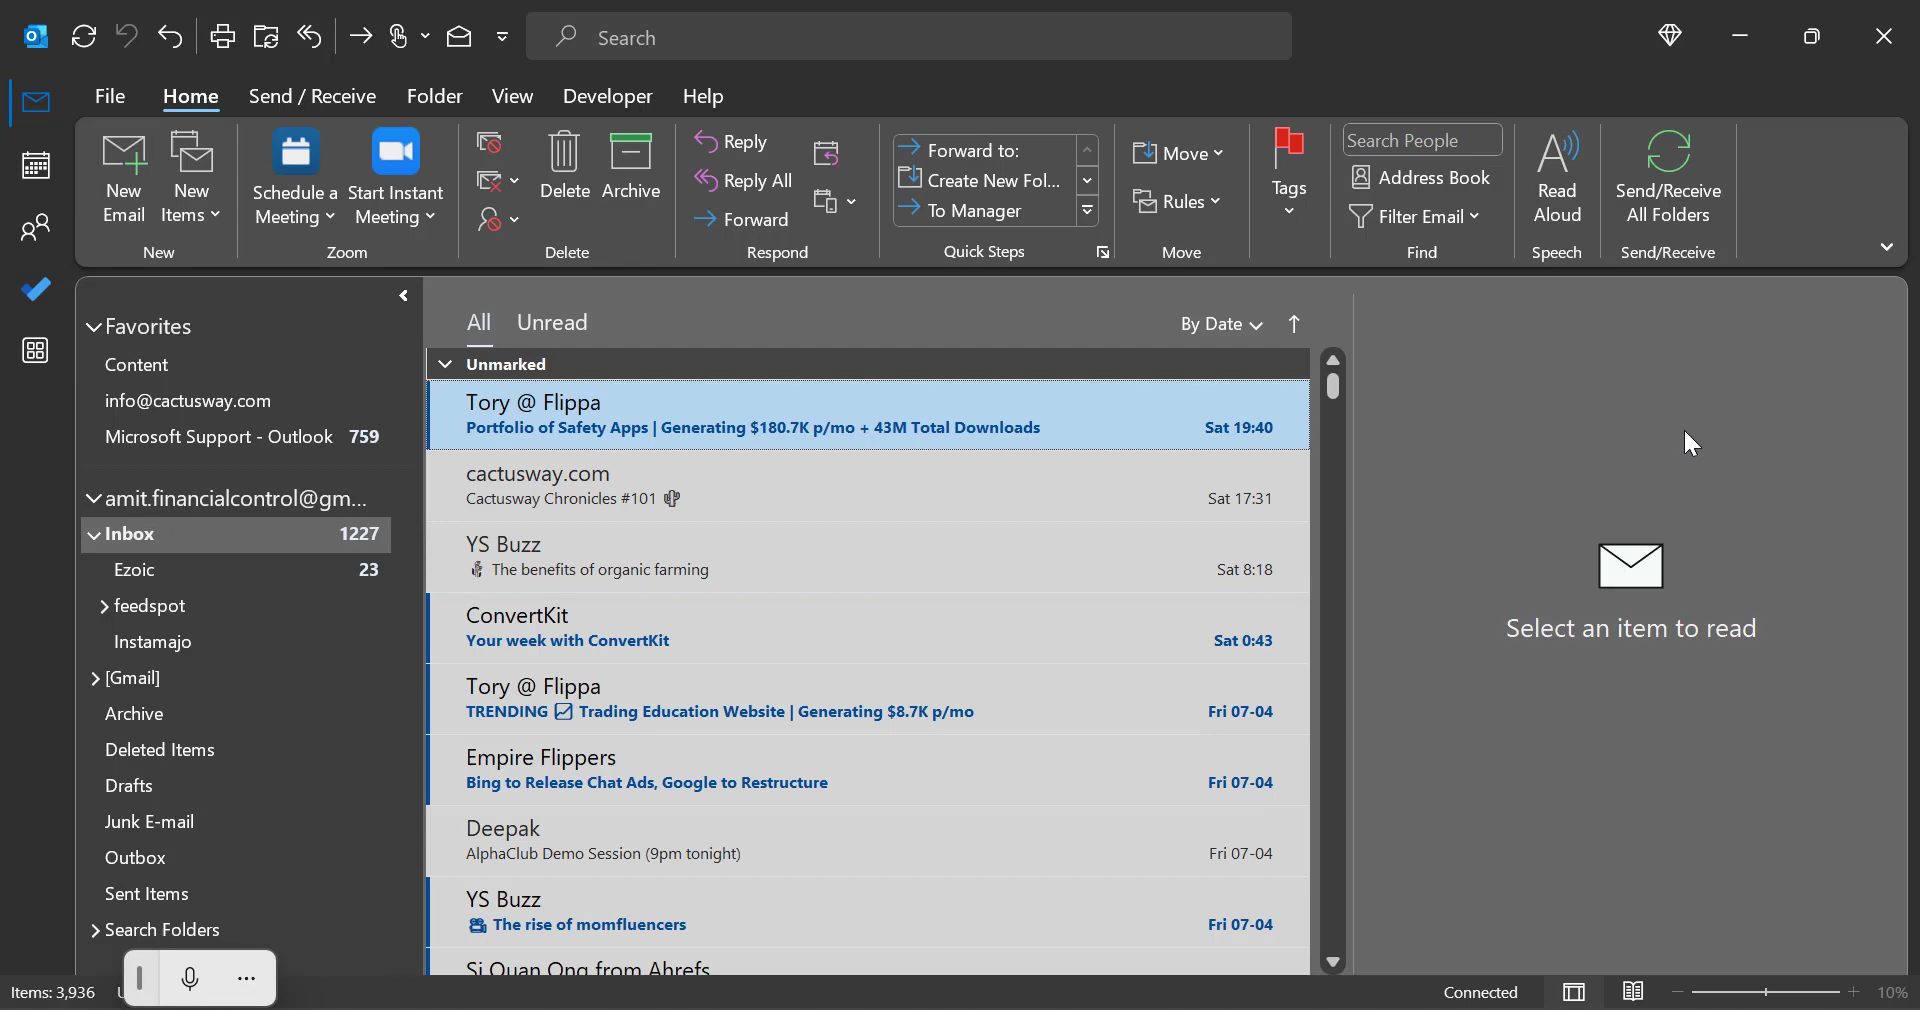 Search
File Home Send / Receive Folder View Developer Help
New Email
New Items
New
Schedule a Meeting
Start Instant Meeting
Zoom
Delete
Archive
Delete
Reply
Reply All
Forward
Respond
Forward to:
Create New Fol...
To Manager
Quick Steps
Move
Rules
Move
Tags
Search People
Address Book
Filter Email
Find
Read Aloud
Speech
Send/Receive All Folders
Send/Receive
Favorites
Content
info@cactusway.com
Microsoft Support - Outlook 759
amit.financialcontrol@gm...
Inbox 1227
Ezoic 23
feedspot
Instamajo
[Gmail]
Archive
Deleted Items
Drafts
Junk E-mail
Outbox
Sent Items
Search Folders
All Unread By Date
Unmarked
Tory @ Flippa
Portfolio of Safety Apps | Generating $180.7K p/mo + 43M Total Downloads Sat 19:40
cactusway.com
Cactusway Chronicles #101 🌵 Sat 17:31
YS Buzz
The benefits of organic farming Sat 8:18
ConvertKit
Your week with ConvertKit Sat 0:43
Tory @ Flippa
TRENDING 📈 Trading Education Website | Generating $8.7K p/mo Fri 07-04
Empire Flippers
Bing to Release Chat Ads, Google to Restructure Fri 07-04
Deepak
AlphaClub Demo Session (9pm tonight) Fri 07-04
YS Buzz
The rise of momfluencers Fri 07-04
Si Quan Ong from Ahrefs
Select an item to read
Items: 3,936
Connected
10%